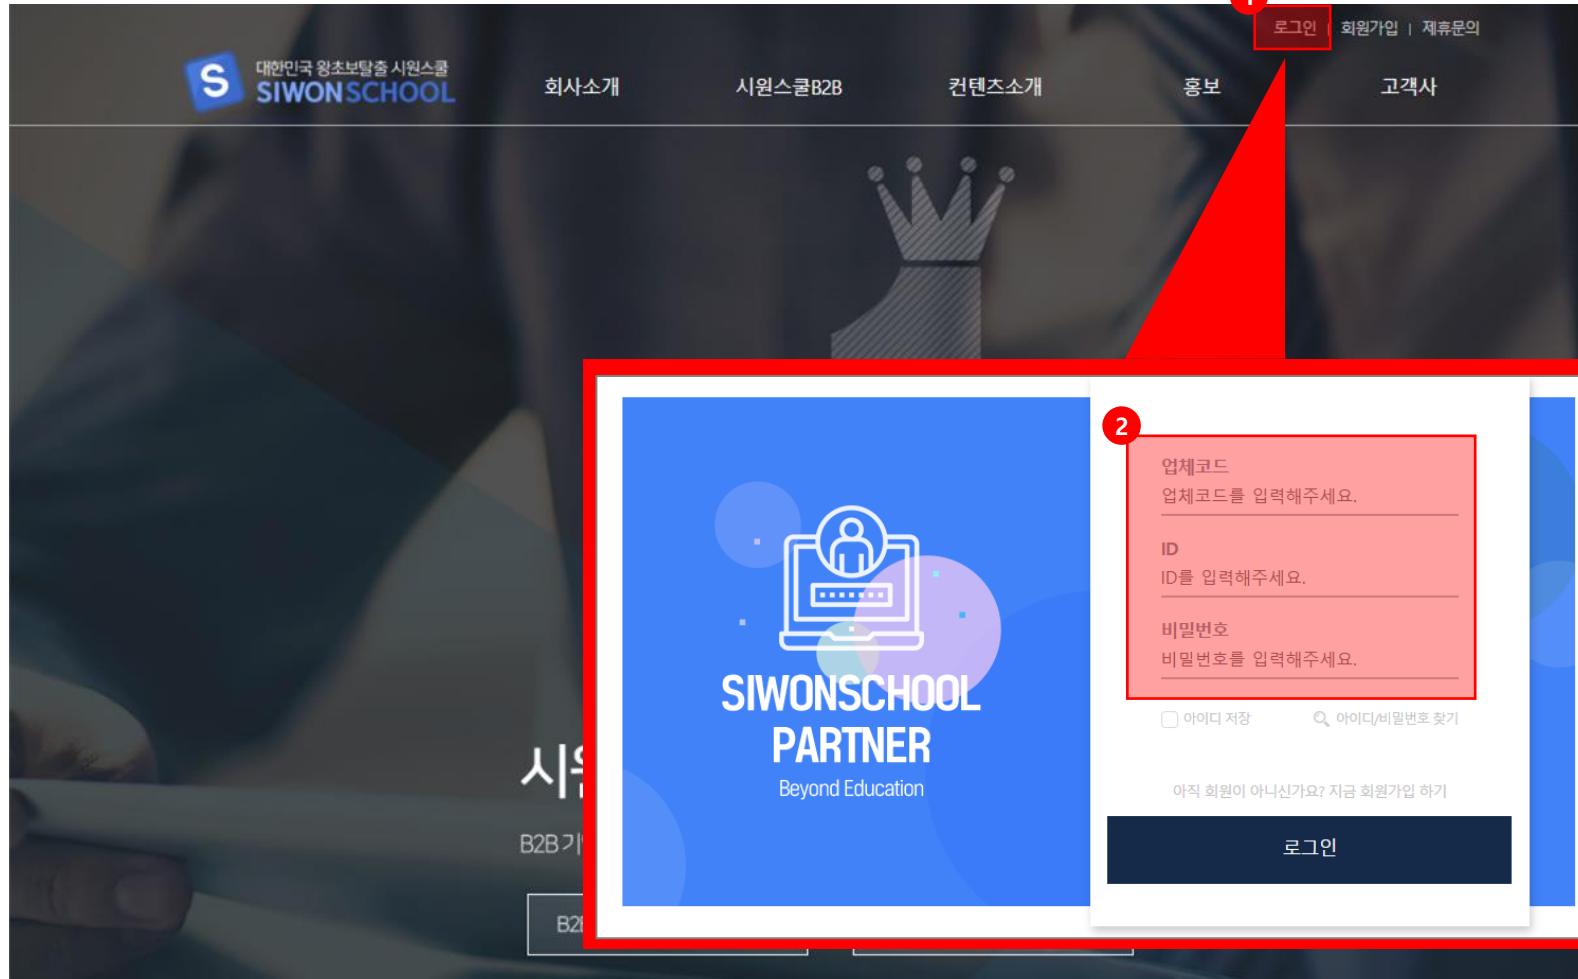 1
로그인 | 회원가입 | 제휴문의
S
대한민국 왕초보탈출 시원스쿨
SIWONSCHOOL
회사소개 시원스쿨B2B 컨텐츠소개 홍보 고객사
2
업체코드
업체코드를 입력해주세요.
ID
ID를 입력해주세요.
비밀번호
비밀번호를 입력해주세요.
아이디 저장 아이디/비밀번호 찾기
아직 회원이 아니신가요? 지금 회원가입 하기
로그인
SIWONSCHOOL
PARTNER
Beyond Education
B2B